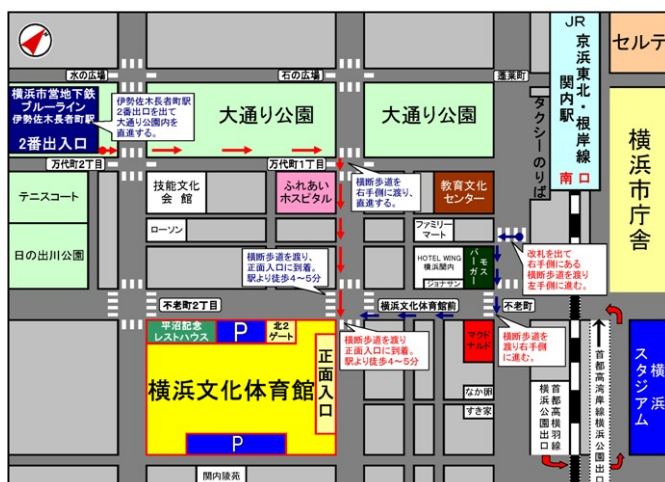 水の広場
石の広場
蓬莱町
JR
京浜東北・根岸線
関内駅
南口
セルテ
横浜市営地下鉄
ブルーライン
伊勢佐木長者町駅
2番出入口
伊勢佐木長者町駅
2番出口を出て
大通り公園内を
直進する。
大通り公園
大通り公園
タクシーのりば
横浜市庁舎
万代町2丁目
万代町1丁目
テニスコート
技能文化
会館
ふれあい
ホスピタル
横断歩道を
右手側に渡り、
直進する。
教育文化
センター
日の出川公園
ローソン
ファミリー
マート
横断歩道を渡り、
正面入口に到着。
駅より徒歩4～5分
HOTEL WING
横浜関内
ジョナサン
モス
バーガー
改札を出て
右手側にある
横断歩道を渡り
左手側に進む。
不老町2丁目
横浜文化体育館前
不老町
平沼記念
レストハウス
P
北2
ゲート
正面入口
横浜文化体育館
P
横断歩道を渡り
正面入口に到着。
駅より徒歩4～5分
マクド
ナルド
横断歩道を
渡り右手側
に進む。
なか卯
すき家
首都高横羽線
横浜公園出口
首都高湾岸線横浜公園出口
横浜
スタジアム
関内陵苑